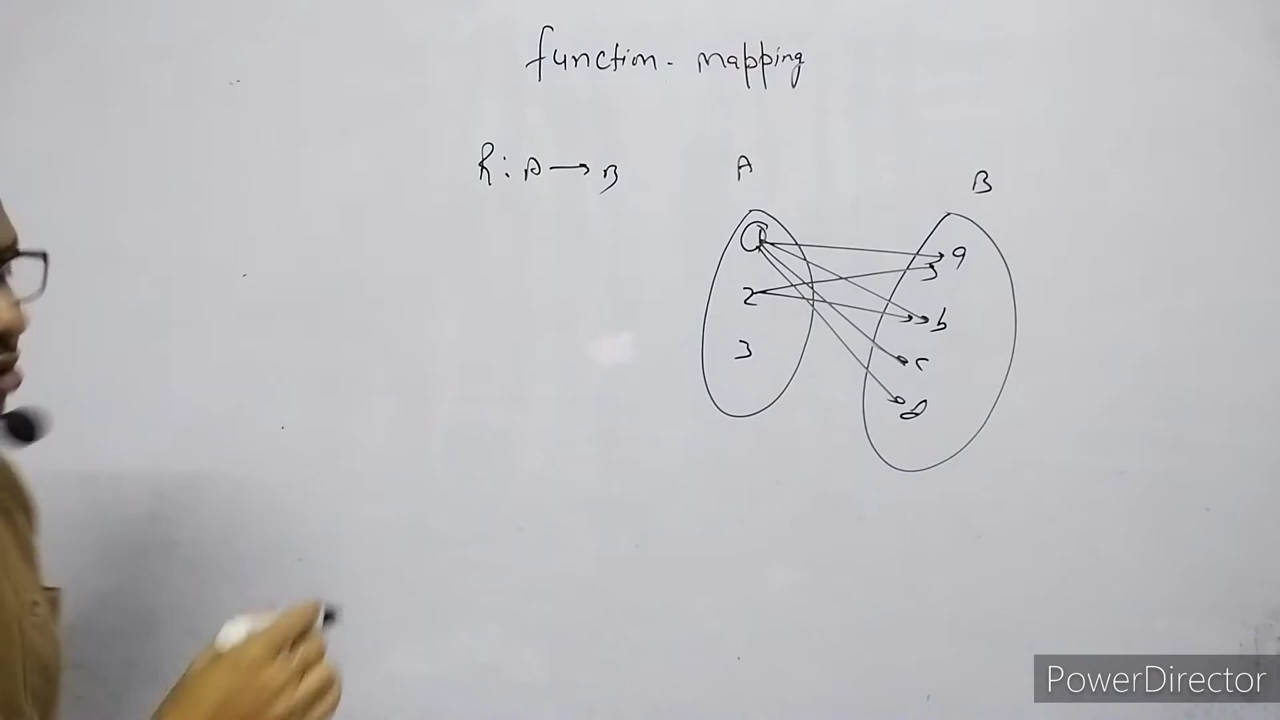 function - mapping
R: A → B
A
B
1
a
2
b
3
c
d
PowerDirector